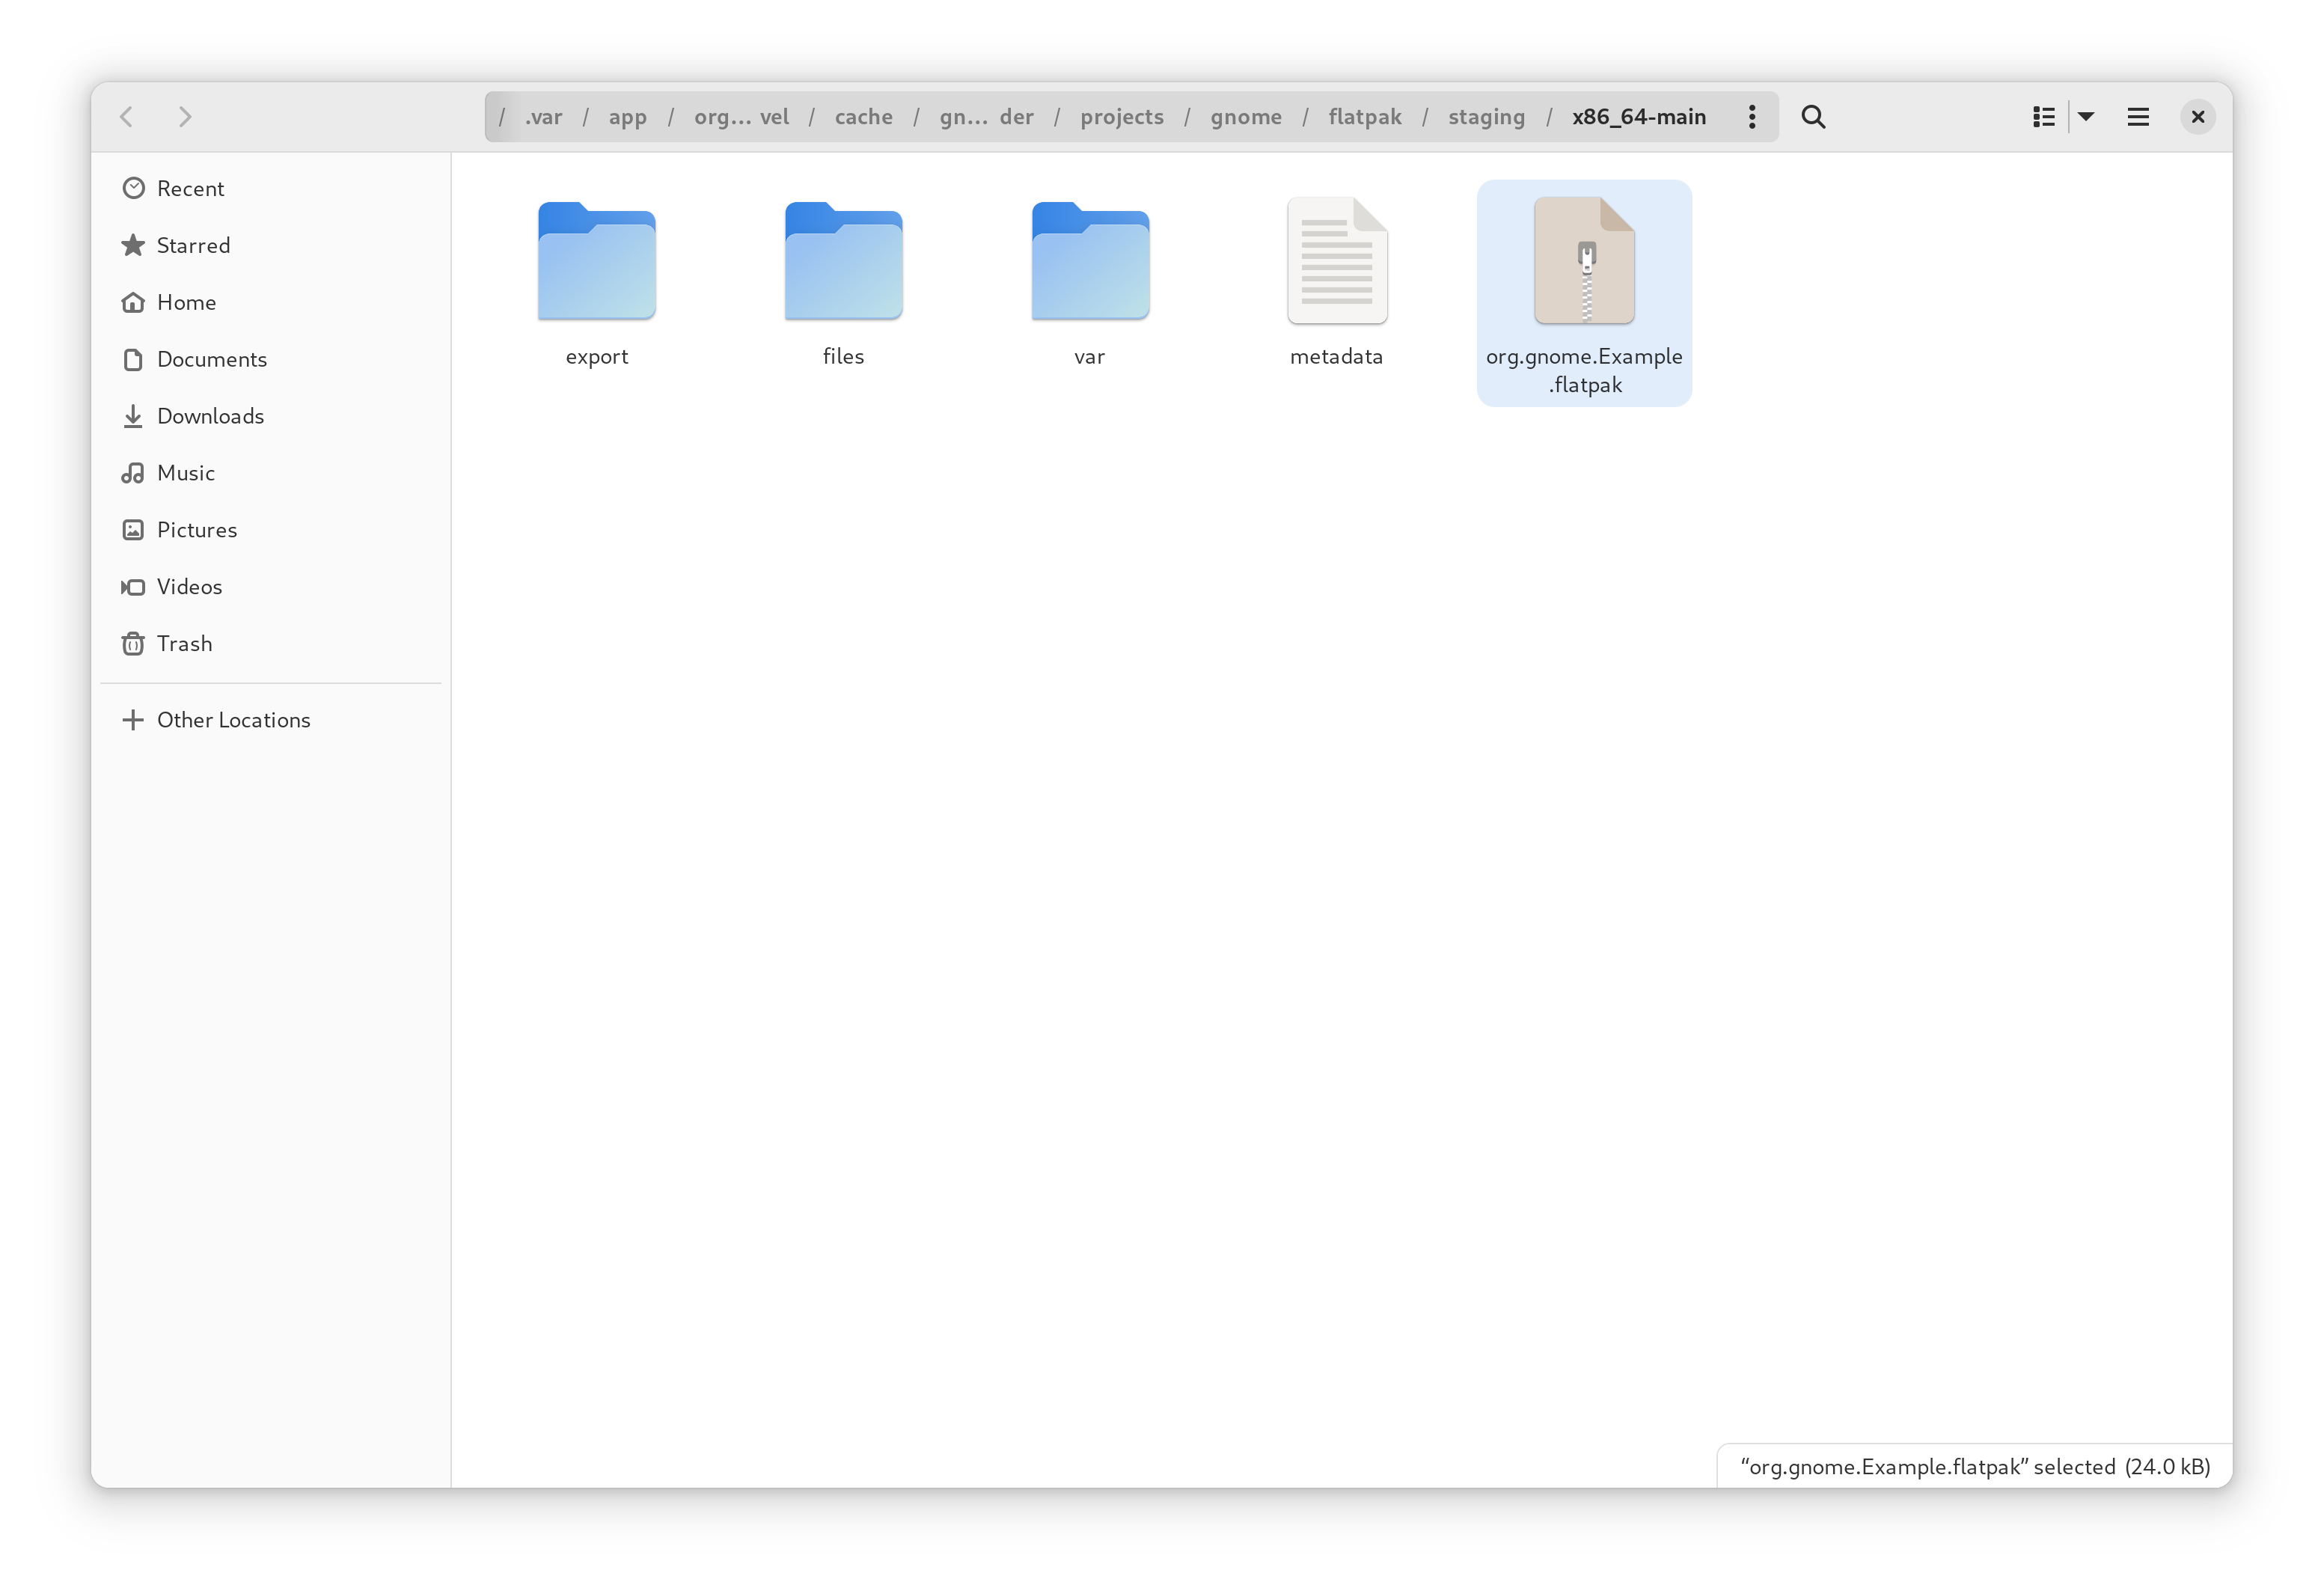 / .var / app / org... vel / cache / gn... der / projects / gnome / flatpak / staging / x86_64-main
Recent
Starred
Home
Documents
Downloads
Music
Pictures
Videos
Trash
Other Locations
export
files
var
metadata
org.gnome.Example
.flatpak
“org.gnome.Example.flatpak” selected (24.0 kB)